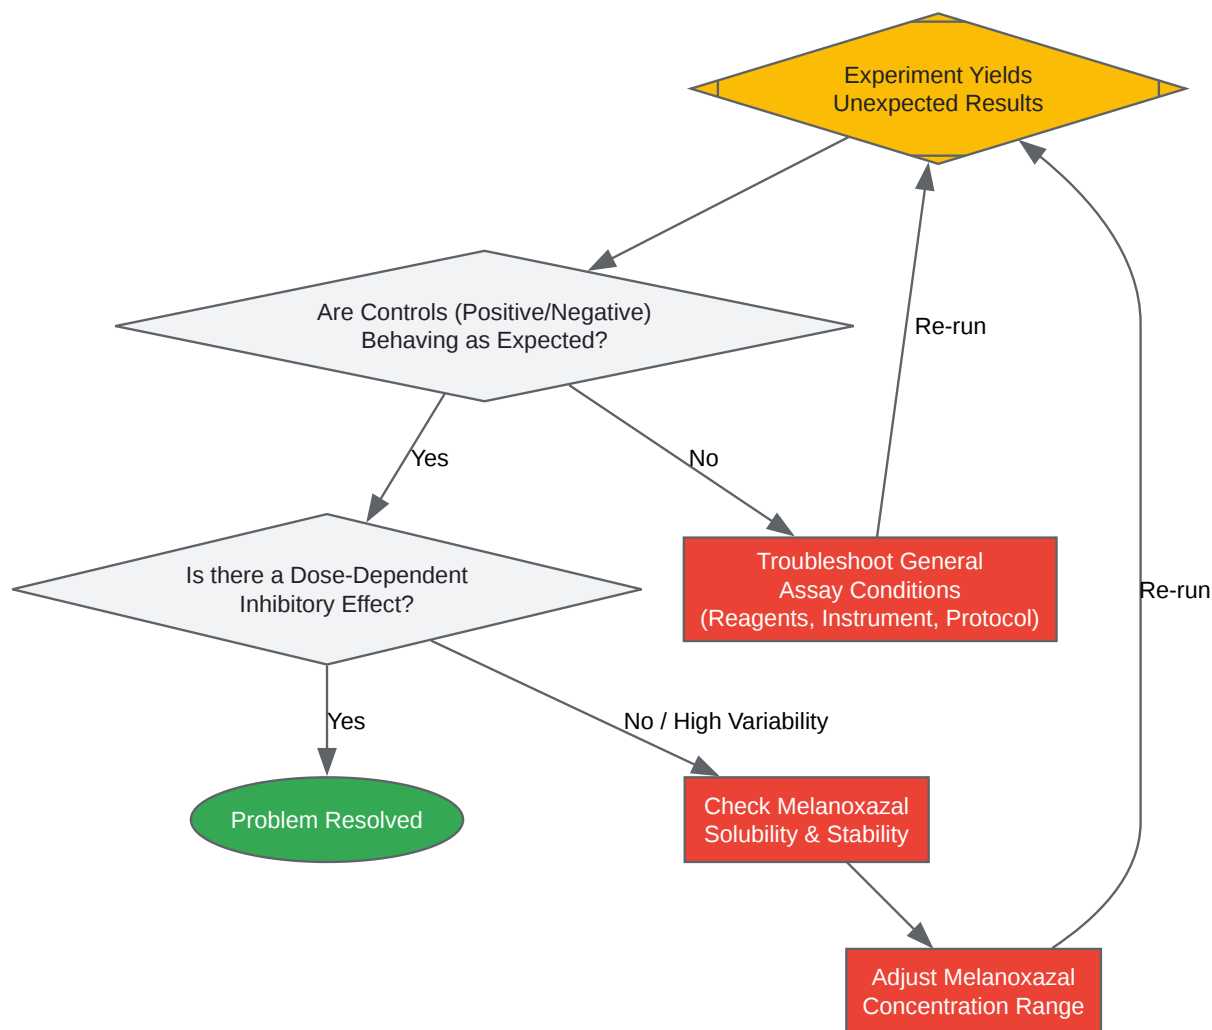 Experiment Yields
Unexpected Results
Are Controls (Positive/Negative)
Behaving as Expected?
Re-run
Yes
No
Troubleshoot General
Assay Conditions
(Reagents, Instrument, Protocol)
Is there a Dose-Dependent
Inhibitory Effect?
Re-run
Yes
No / High Variability
Problem Resolved
Check Melanoxazal
Solubility & Stability
Adjust Melanoxazal
Concentration Range